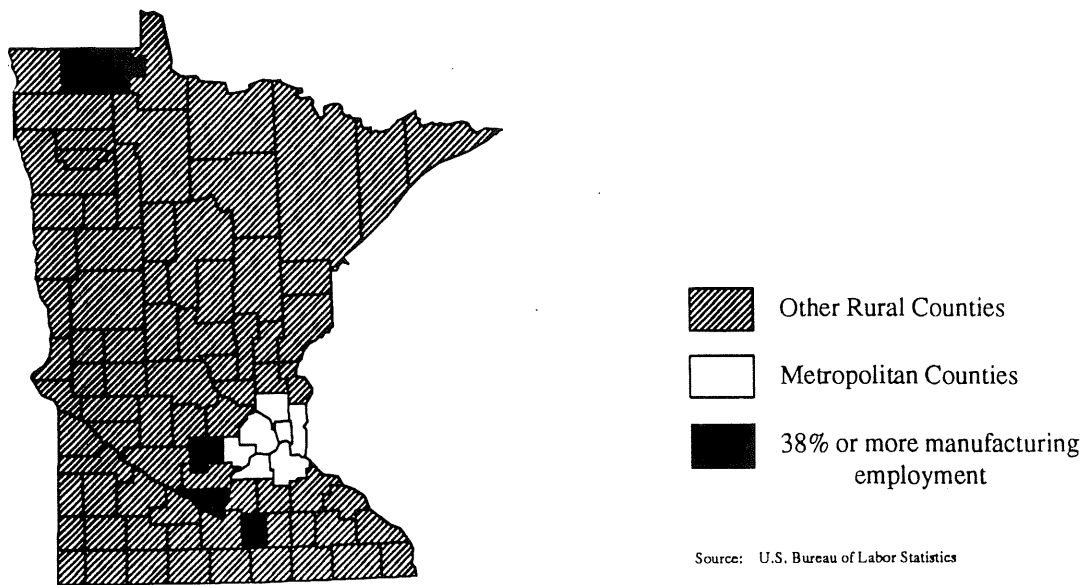 Other Rural Counties
Metropolitan Counties
38% or more manufacturing
employment
Source: U.S. Bureau of Labor Statistics